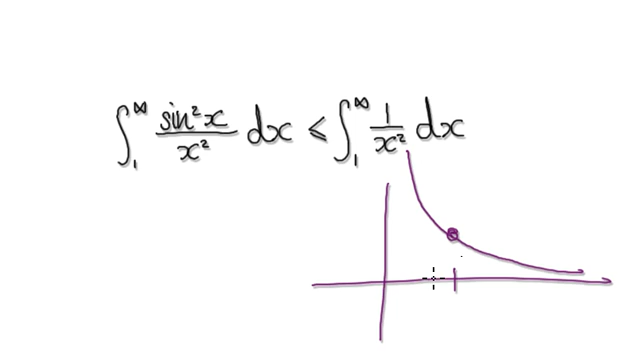 ∫₁^∞ sin²x/x² dx ≤ ∫₁^∞ 1/x² dx